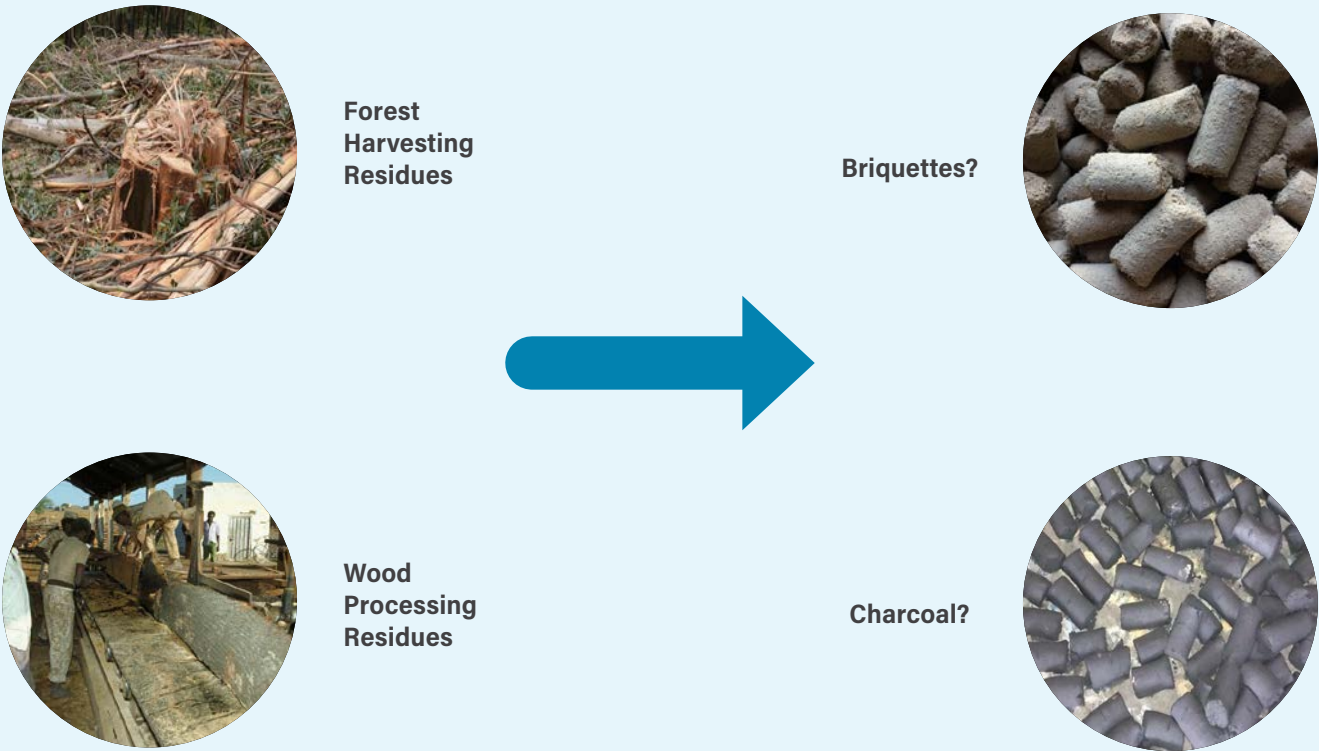 Forest
Harvesting
Residues
Briquettes?
Wood
Processing
Residues
Charcoal?